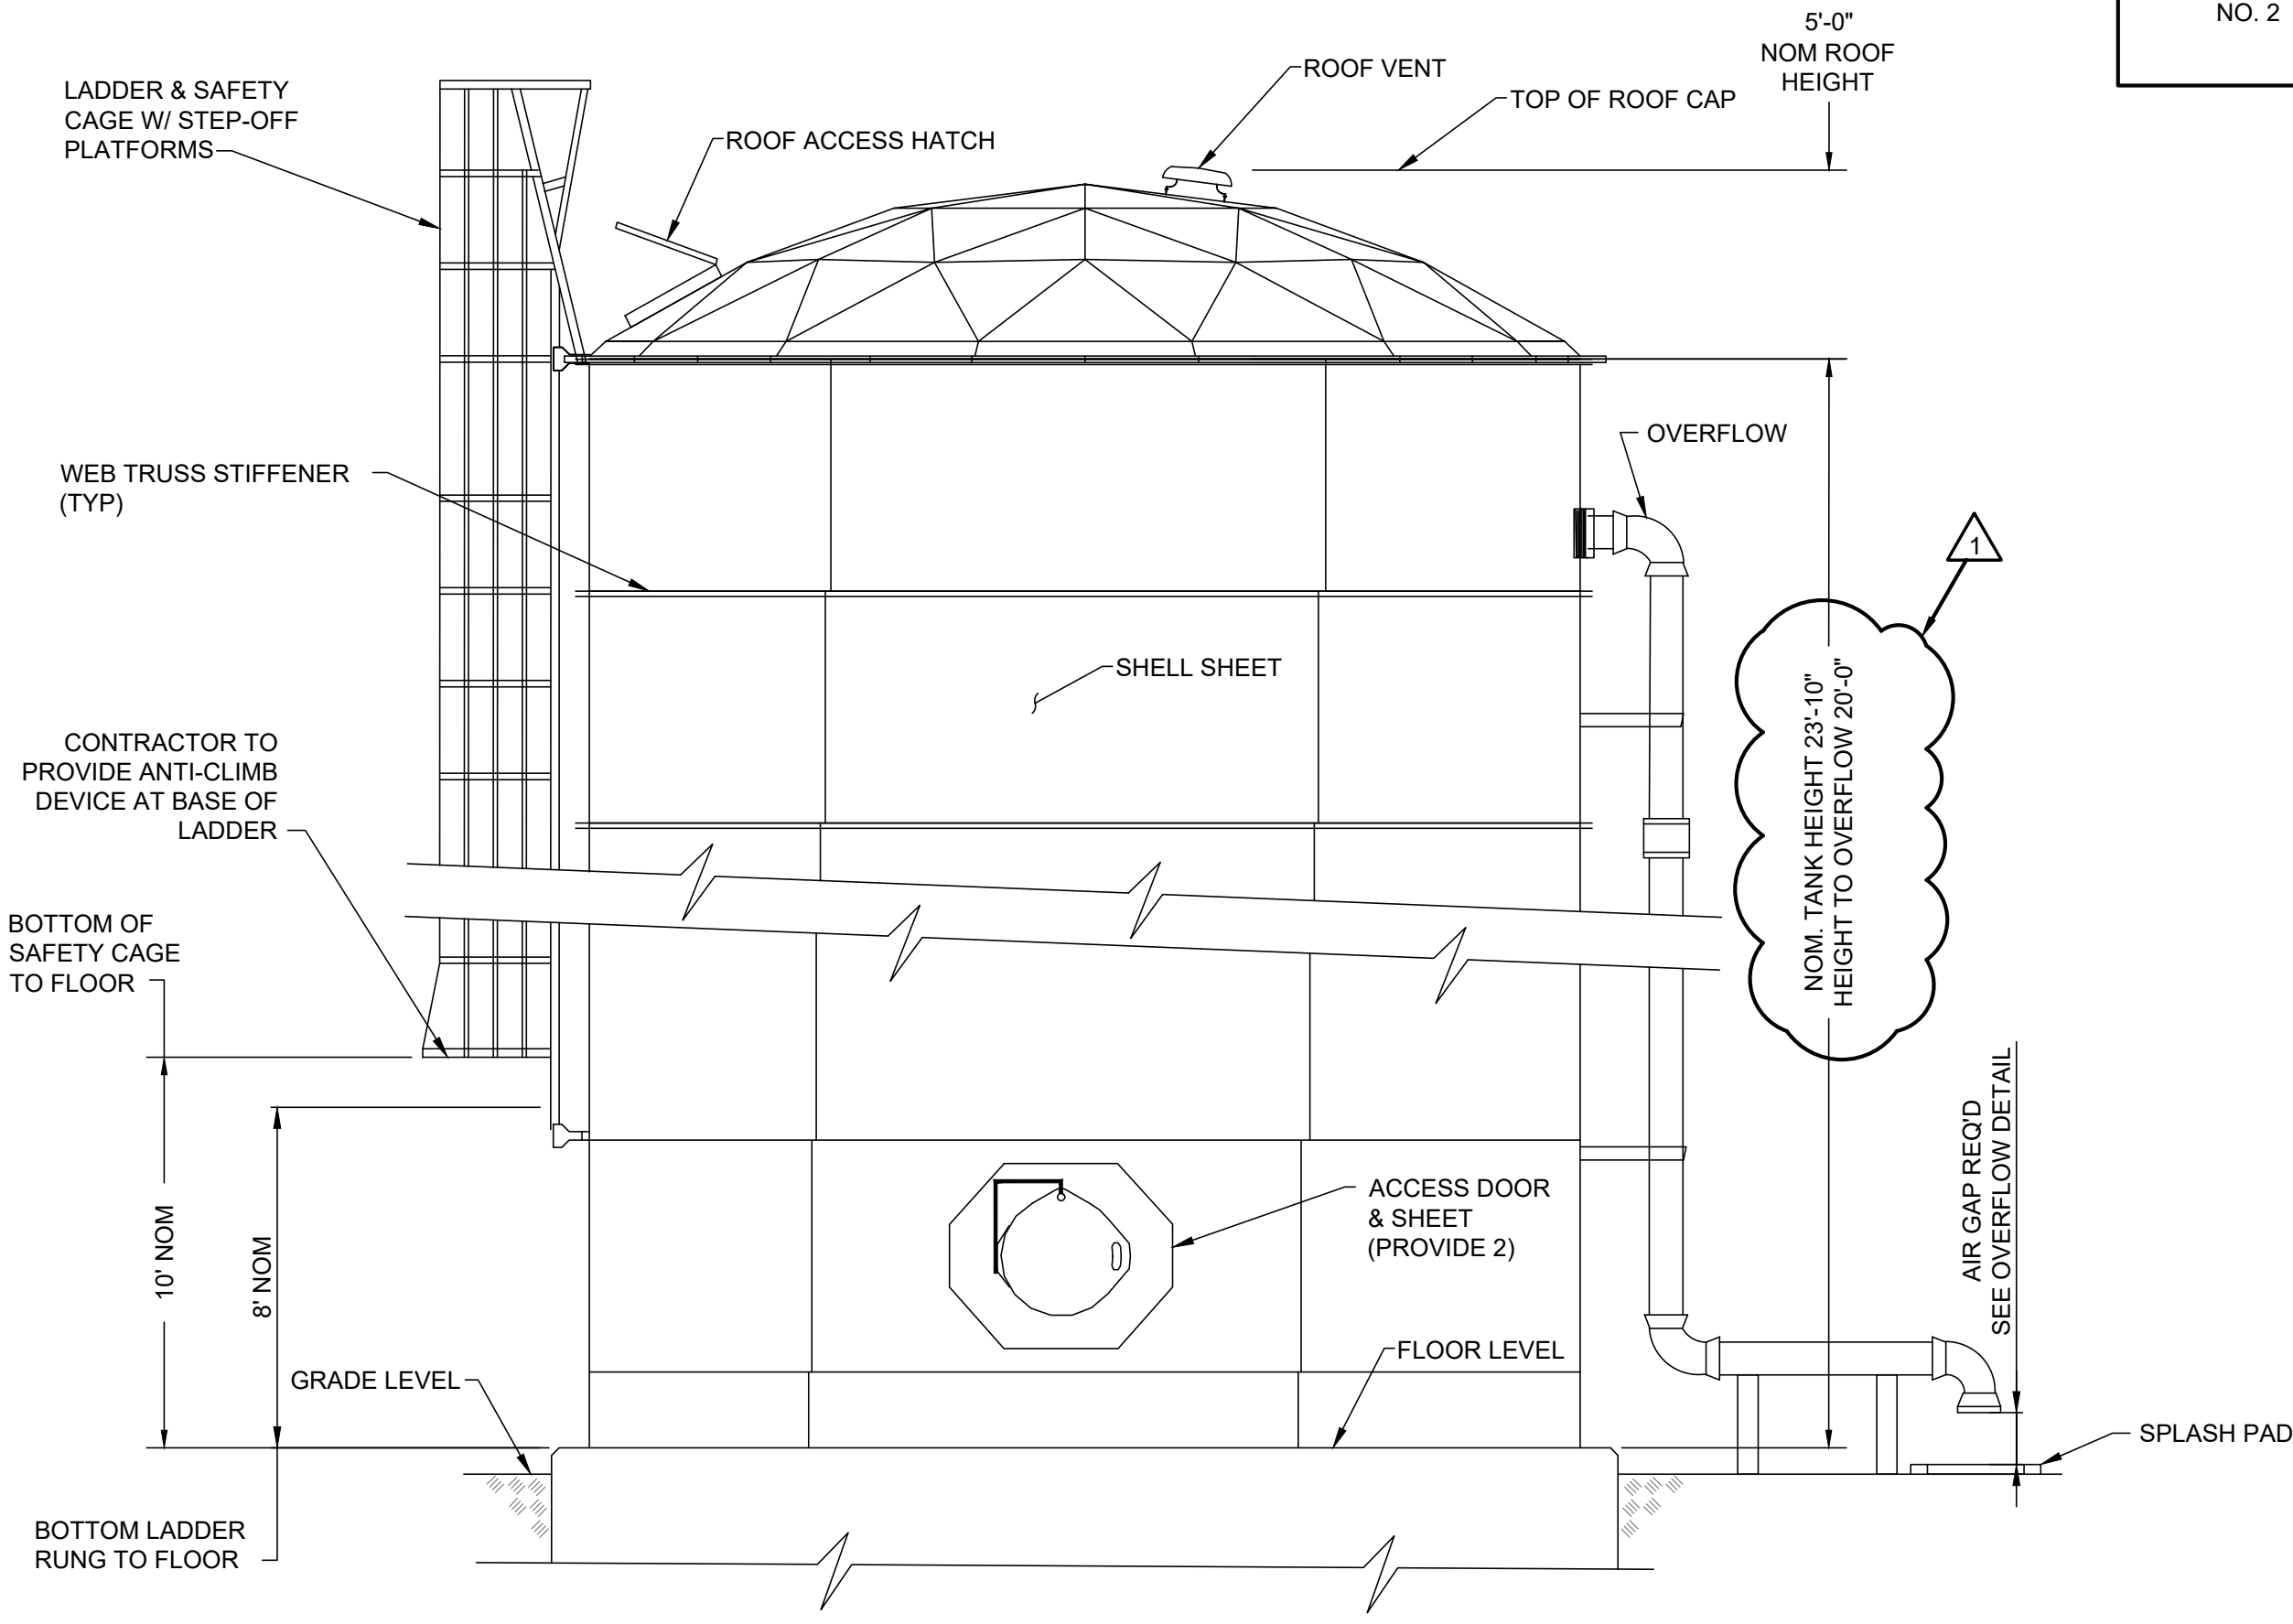 NO. 2
5'-0"
NOM ROOF
HEIGHT
ROOF VENT
TOP OF ROOF CAP
LADDER & SAFETY
CAGE W/ STEP-OFF
PLATFORMS
ROOF ACCESS HATCH
OVERFLOW
WEB TRUSS STIFFENER
(TYP)
1
SHELL SHEET
NOM. TANK HEIGHT 23'-10"
HEIGHT TO OVERFLOW 20'-0"
CONTRACTOR TO
PROVIDE ANTI-CLIMB
DEVICE AT BASE OF
LADDER
BOTTOM OF
SAFETY CAGE
TO FLOOR
AIR GAP REQ'D
SEE OVERFLOW DETAIL
10' NOM
8' NOM
ACCESS DOOR
& SHEET
(PROVIDE 2)
FLOOR LEVEL
GRADE LEVEL
SPLASH PAD
BOTTOM LADDER
RUNG TO FLOOR